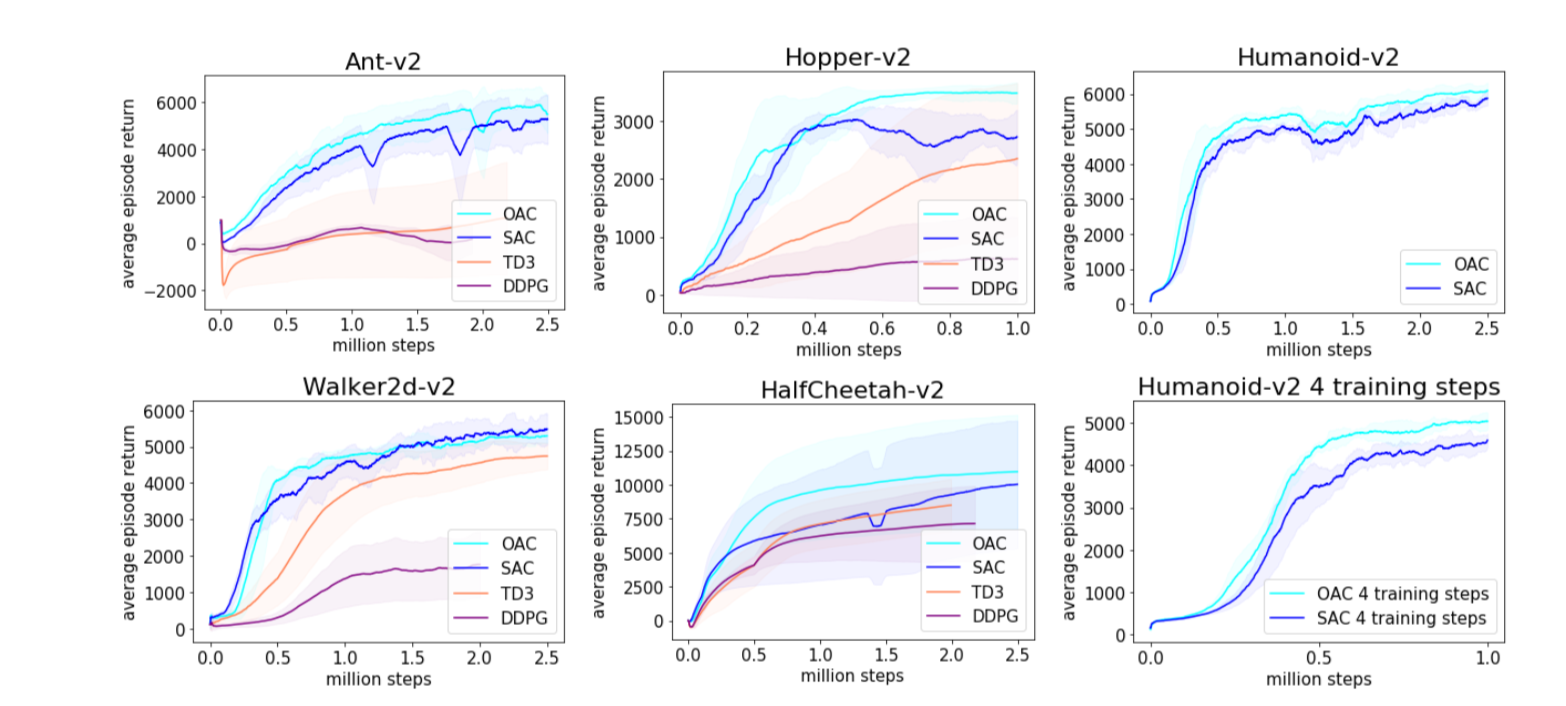 Ant-v2
average episode return
6000
4000
2000
0
−2000
0.0 0.5 1.0 1.5 2.0 2.5
million steps
OAC
SAC
TD3
DDPG
Hopper-v2
average episode return
3000
2000
1000
0
0.0 0.2 0.4 0.6 0.8 1.0
million steps
OAC
SAC
TD3
DDPG
Humanoid-v2
average episode return
6000
5000
4000
3000
2000
1000
0
0.0 0.5 1.0 1.5 2.0 2.5
million steps
OAC
SAC
Walker2d-v2
average episode return
6000
5000
4000
3000
2000
1000
0
0.0 0.5 1.0 1.5 2.0 2.5
million steps
OAC
SAC
TD3
DDPG
HalfCheetah-v2
average episode return
15000
12500
10000
7500
5000
2500
0
0.0 0.5 1.0 1.5 2.0 2.5
million steps
OAC
SAC
TD3
DDPG
Humanoid-v2 4 training steps
average episode return
5000
4000
3000
2000
1000
0
0.0 0.5 1.0
million steps
OAC 4 training steps
SAC 4 training steps